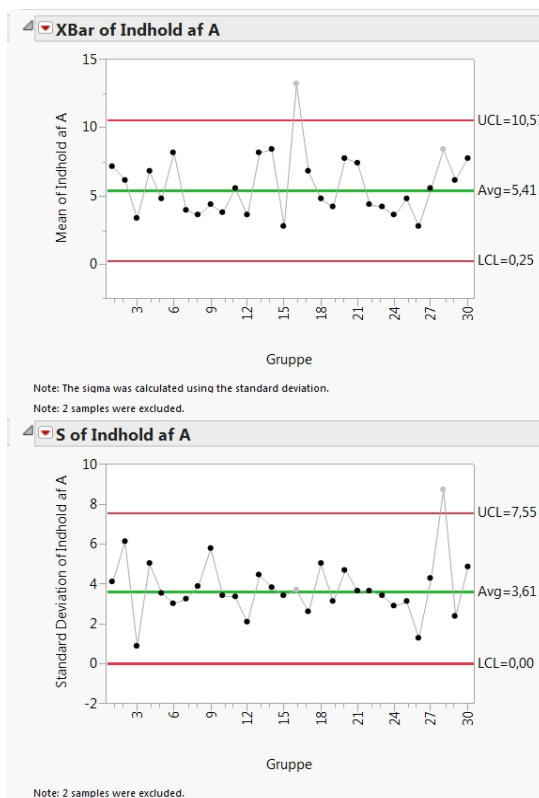 XBar of Indhold af A
15
10
5
0
Mean of Indhold af A
UCL=10,57
Avg=5,41
LCL=0,25
3 6 9 12 15 18 21 24 27 30
Gruppe
Note: The sigma was calculated using the standard deviation.
Note: 2 samples were excluded.
S of Indhold af A
10
8
6
4
2
0
-2
Standard Deviation of Indhold af A
UCL=7,55
Avg=3,61
LCL=0,00
3 6 9 12 15 18 21 24 27 30
Gruppe
Note: 2 samples were excluded.